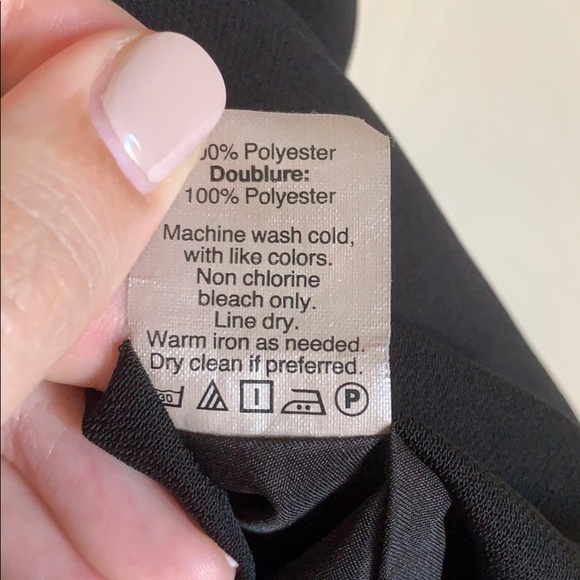 00% Polyester
Doublure:
100% Polyester
Machine wash cold,
with like colors.
Non chlorine
bleach only.
Line dry.
Warm iron as needed.
Dry clean if preferred.
30 P